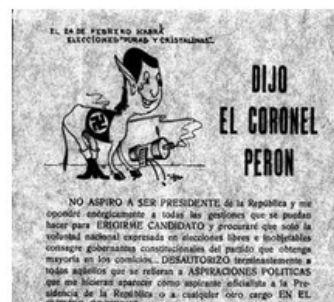 EL 24 DE FEBRERO HABRÁ
ELECCIONES "PURAS Y CRISTALINAS".
DIJO
EL CORONEL
PERON
NO ASPIRO A SER PRESIDENTE de la República y me
opondré enérgicamente a todas las gestiones que se puedan
hacer para ERIGIRME CANDIDATO y procuraré que solo la
voluntad nacional expresada en elecciones libres e inobjetables
consagre gobernantes constitucionales del partido que obtenga
mayoría en los comicios... DESAUTORIZO terminantemente a
todos aquellos que se refieran a ASPIRACIONES POLITICAS
que me hicieran aparecer como aspirante oficialista a la Pre-
sidencia de la República o a cualquier otro cargo EN EL